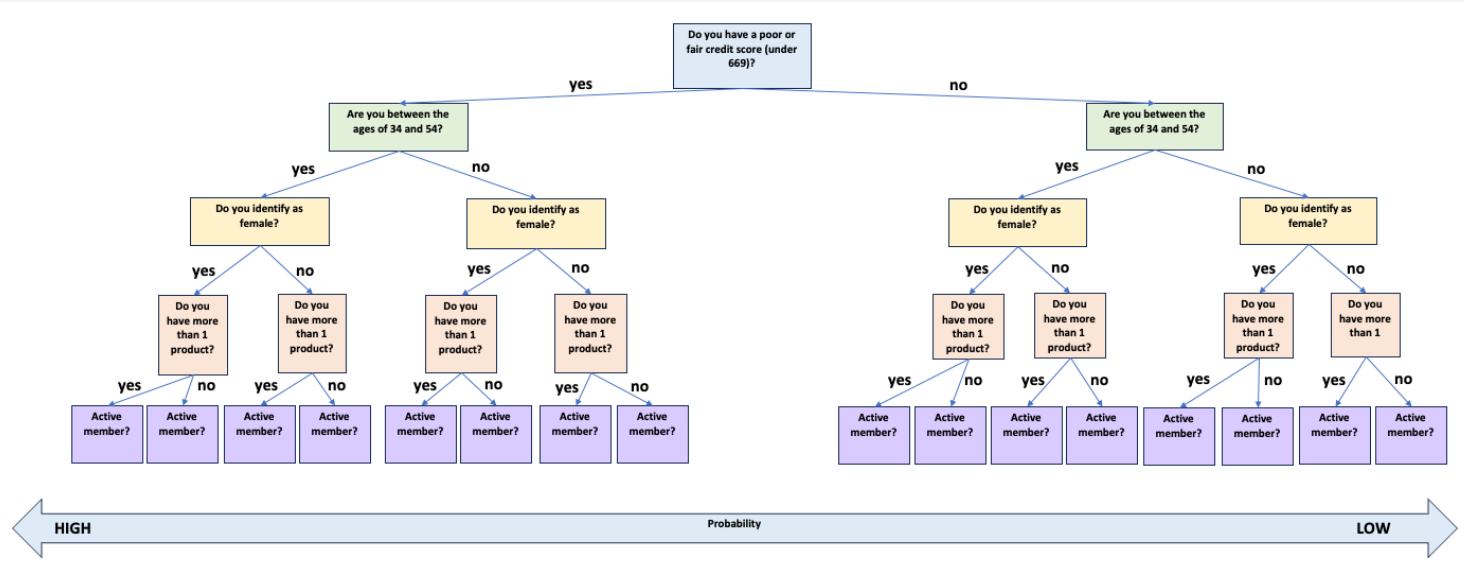 Do you have a poor or
fair credit score (under
669)?
yes
no
Are you between the
ages of 34 and 54?
Are you between the
ages of 34 and 54?
yes
no
yes
no
Do you identify as
female?
Do you identify as
female?
Do you identify as
female?
Do you identify as
female?
yes
no
yes
no
yes
no
yes
no
Do you
have more
than 1
product?
Do you
have more
than 1
product?
Do you
have more
than 1
product?
Do you
have more
than 1
product?
Do you
have more
than 1
product?
Do you
have more
than 1
product?
Do you
have more
than 1
product?
Do you
have more
than 1
yes
no
yes
no
yes
no
yes
no
yes
no
yes
no
yes
no
yes
no
Active
member?
Active
member?
Active
member?
Active
member?
Active
member?
Active
member?
Active
member?
Active
member?
Active
member?
Active
member?
Active
member?
Active
member?
Active
member?
Active
member?
Active
member?
Active
member?
HIGH
Probability
LOW